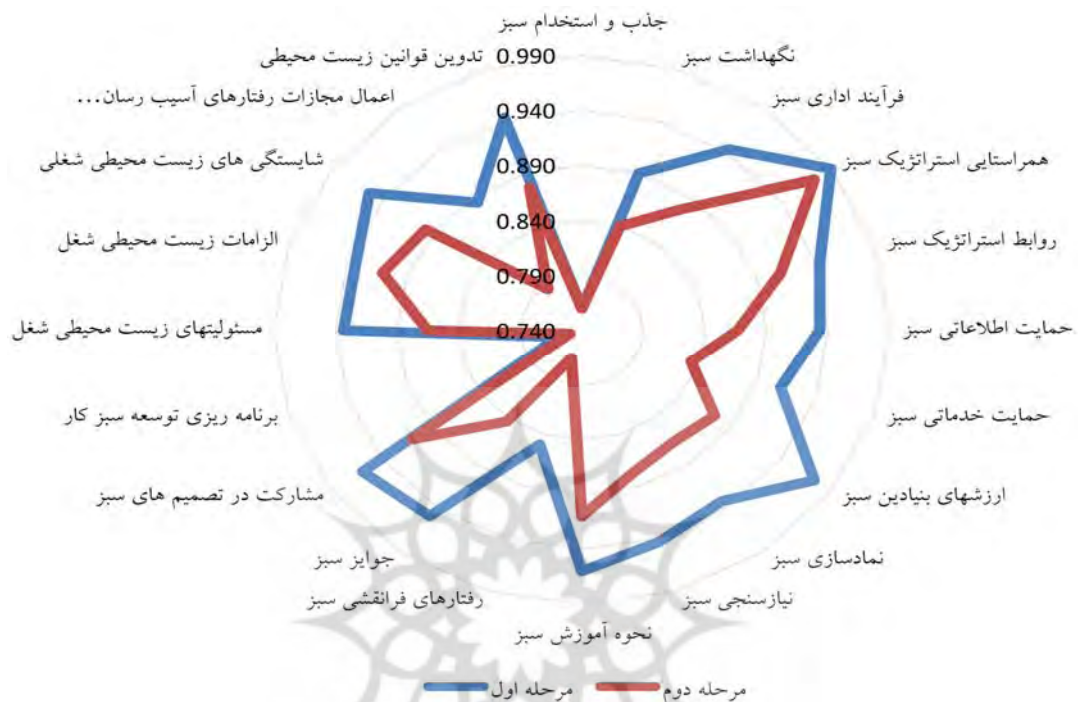 جذب و استخدام سبز
نگهداشت سبز
فرآیند اداری سبز
همراستایی استراتژیک سبز
روابط استراتژیک سبز
حمایت اطلاعاتی سبز
حمایت خدماتی سبز
ارزشهای بنیادین سبز
نمادسازی سبز
نیازسنجی سبز
نحوه آموزش سبز
رفتارهای فرانقشی سبز
جوایز سبز
مشارکت در تصمیم های سبز
برنامه ریزی توسعه سبز کار
مسئولیتهای زیست محیطی شغل
الزامات زیست محیطی شغل
شایستگی های زیست محیطی شغلی
اعمال مجازات رفتارهای آسیب رسان...
تدوین قوانین زیست محیطی
0.990
0.940
0.890
0.840
0.790
0.740
مرحله اول
مرحله دوم